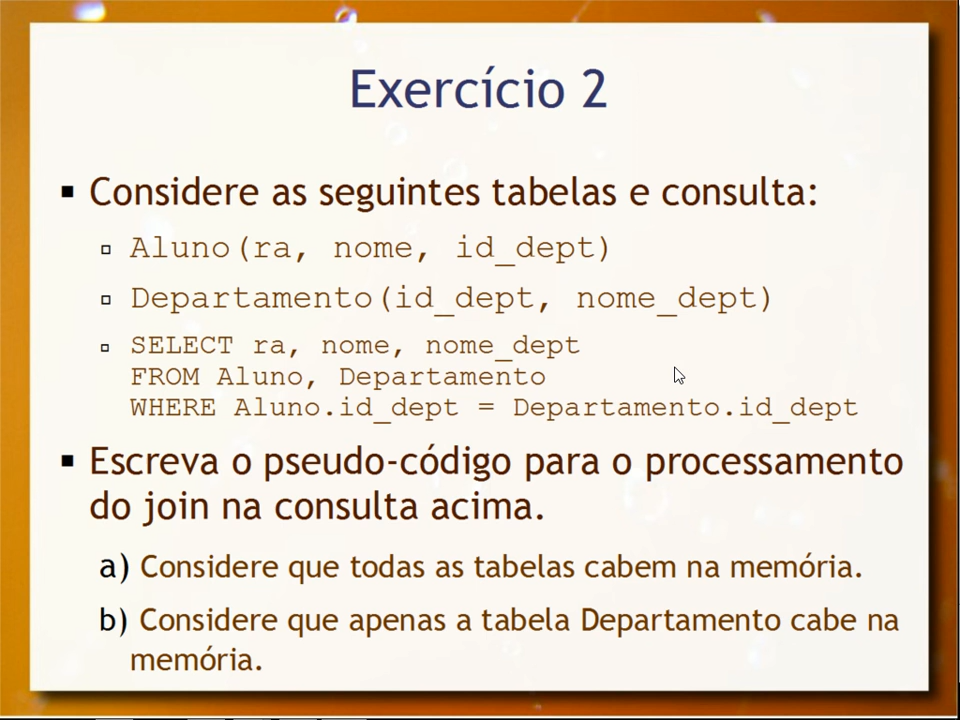 Exercício 2
Considere as seguintes tabelas e consulta:
Aluno(ra, nome, id_dept)
Departamento(id_dept, nome_dept)
SELECT ra, nome, nome_dept
FROM Aluno, Departamento
WHERE Aluno.id_dept = Departamento.id_dept
Escreva o pseudo-código para o processamento
do join na consulta acima.
a) Considere que todas as tabelas cabem na memória.
b) Considere que apenas a tabela Departamento cabe na
memória.